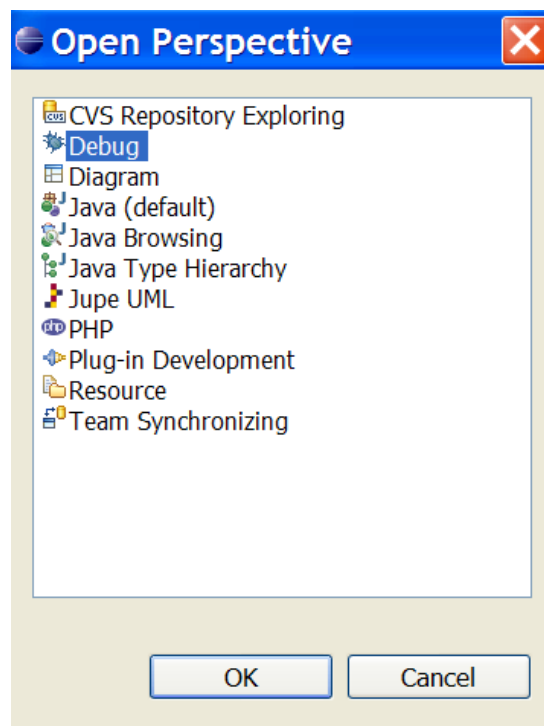 Open Perspective
CVS Repository Exploring
Debug
Diagram
Java (default)
Java Browsing
Java Type Hierarchy
Jupe UML
php PHP
Plug-in Development
Resource
Team Synchronizing
OK Cancel